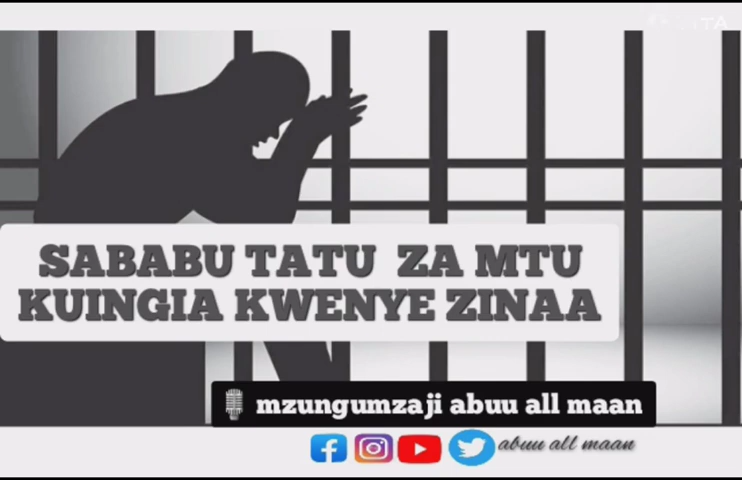 SABABU TATU ZA MTU
KUINGIA KWENYE ZINAA
mzungumzaji abuu all maan
abuu all maan